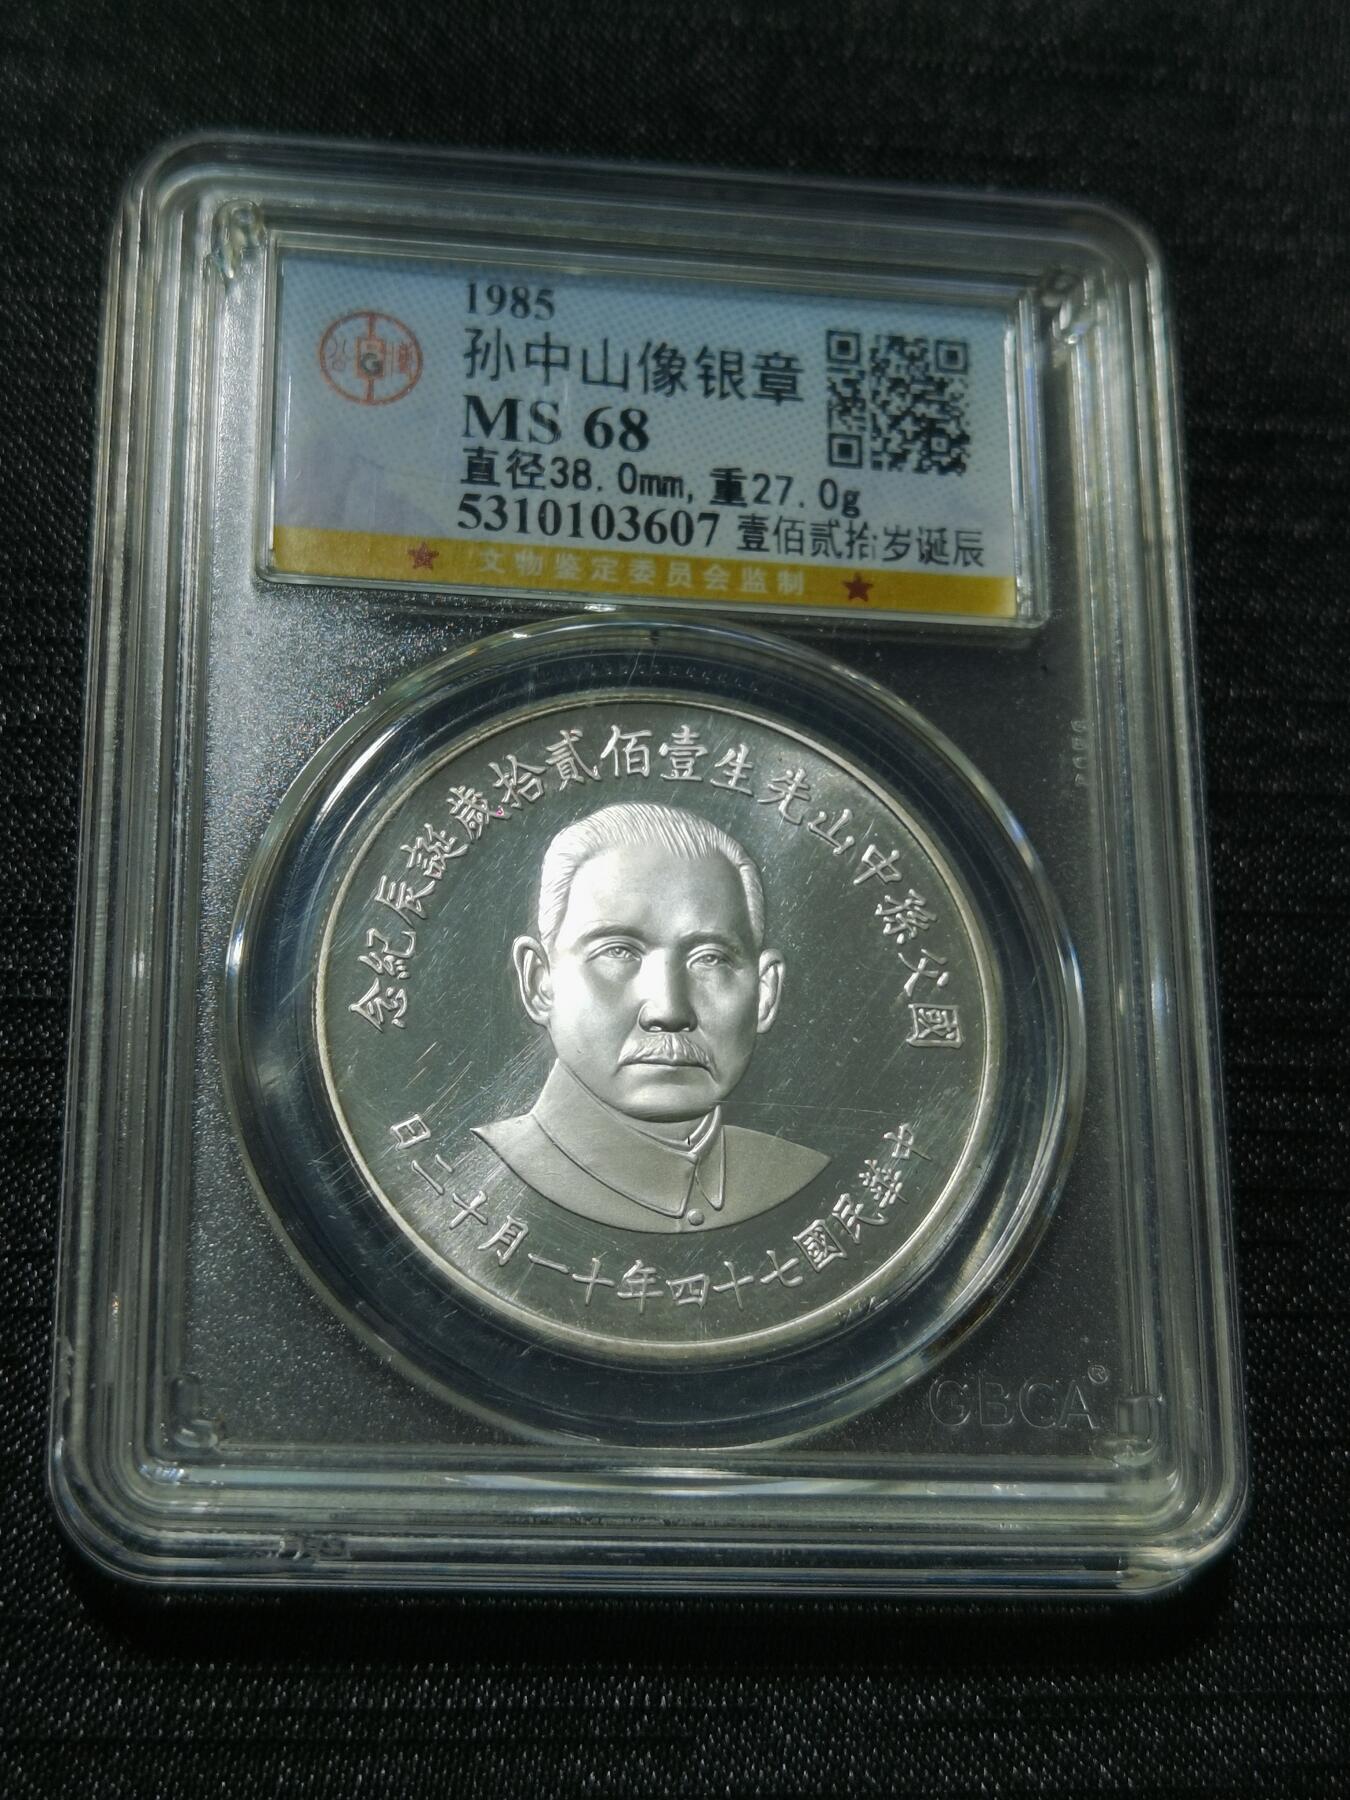 1985
孙中山像银章
MS 68
直径38.0mm,重27.0g
5310103607 壹佰贰拾岁诞辰
文物鉴定委员会监制
公G博
國父孫中山先生壹佰貳拾歲誕辰紀念
中華民國七十四年十一月十二日
GBCA®